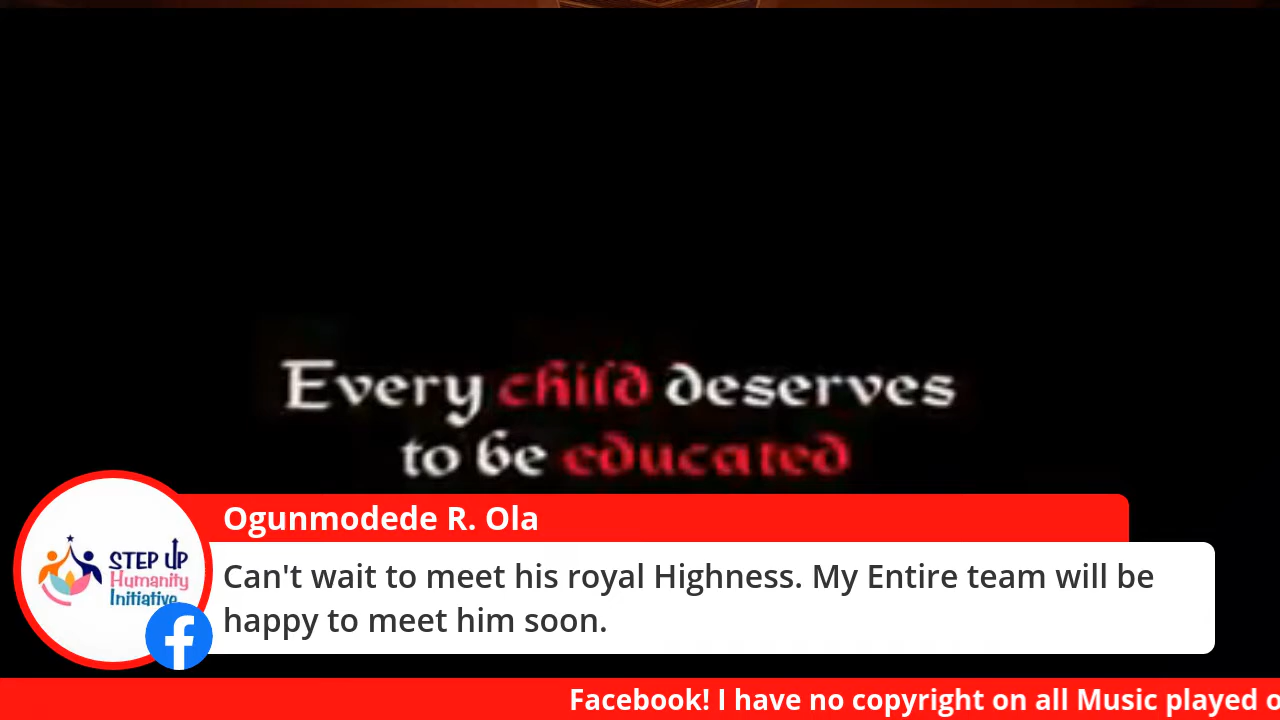 Every child deserves
to be educated
Ogunmodede R. Ola
STEP UP
Humanity
Initiative
Can't wait to meet his royal Highness. My Entire team will be
happy to meet him soon.
Facebook! I have no copyright on all Music played